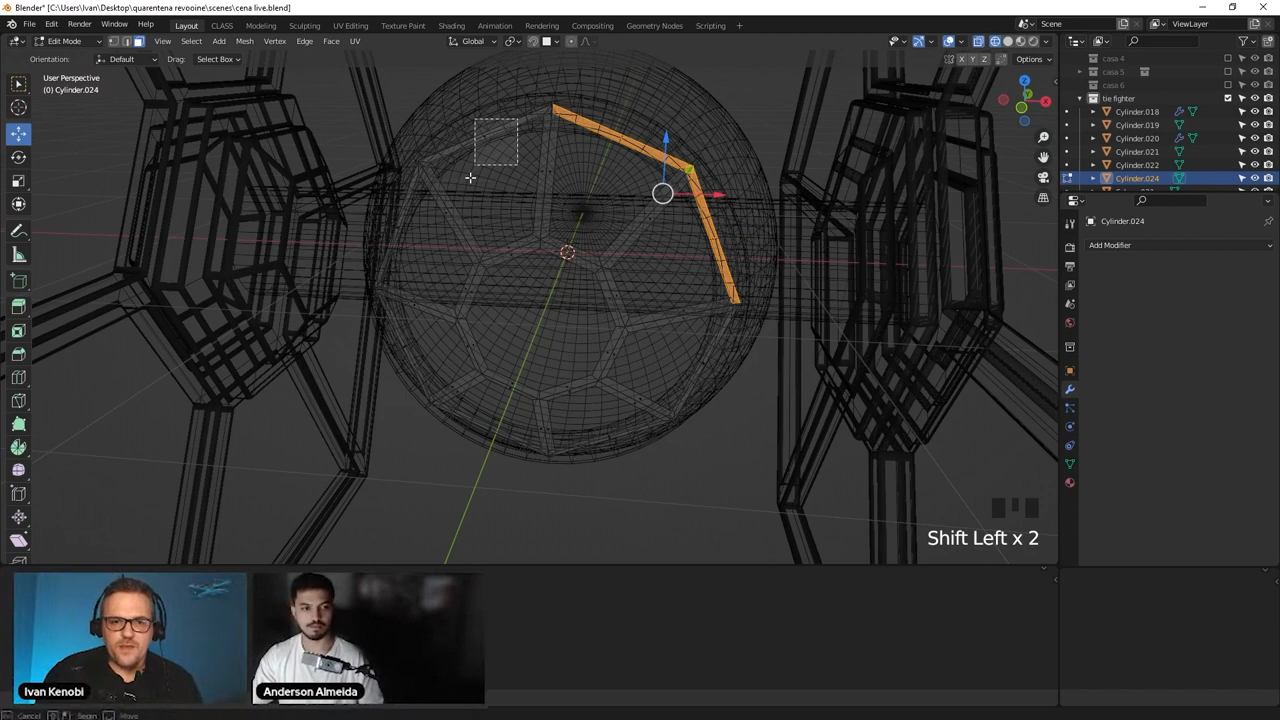 Blender* [C:\Users\Ivan\Desktop\quarentena revooine\scenes\cena live.blend]
File Edit Render Window Help Layout CLASS Modeling Sculpting UV Editing Texture Paint Shading Animation Rendering Compositing Geometry Nodes Scripting + Scene ViewLayer
Edit Mode View Select Add Mesh Vertex Edge Face UV Global
Orientation: Default Drag: Select Box X Y Z Options
User Perspective
(0) Cylinder.024
casa 4
casa 5
casa 6
tie fighter
Cylinder.018
Cylinder.019
Cylinder.020
Cylinder.021
Cylinder.022
Cylinder.024
Cylinder.024
Add Modifier
Z
X
Shift Left x 2
Ivan Kenobi
Anderson Almeida
Cancel Begin Move